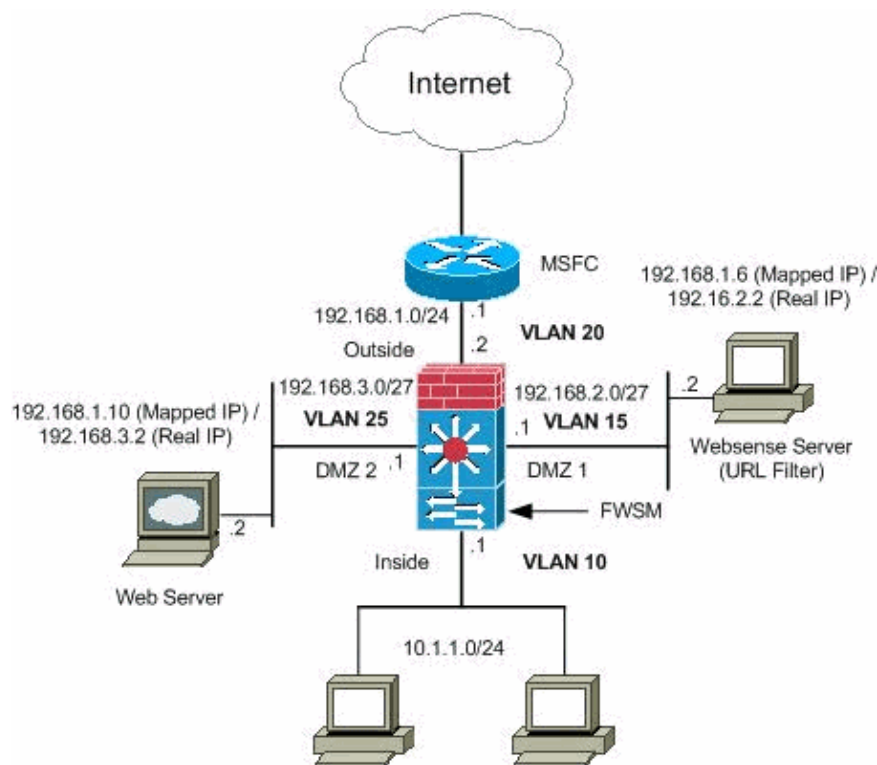 Internet
MSFC
192.168.1.0/24
.1
VLAN 20
Outside
.2
192.168.1.6 (Mapped IP) /
192.16.2.2 (Real IP)
192.168.3.0/27
VLAN 25
192.168.2.0/27
.1
VLAN 15
.2
192.168.1.10 (Mapped IP) /
192.168.3.2 (Real IP)
DMZ 2
.1
DMZ 1
Websense Server
(URL Filter)
.2
Web Server
FWSM
Inside
.1
VLAN 10
10.1.1.0/24